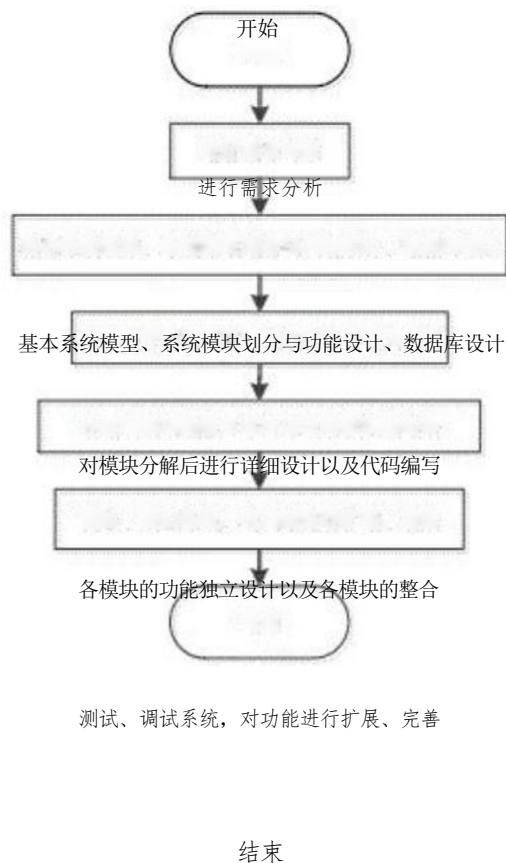 开始
进行需求分析
基本系统模型、系统模块划分与功能设计、数据库设计
对模块分解后进行详细设计以及代码编写
各模块的功能独立设计以及各模块的整合
测试、调试系统，对功能进行扩展、完善
结束